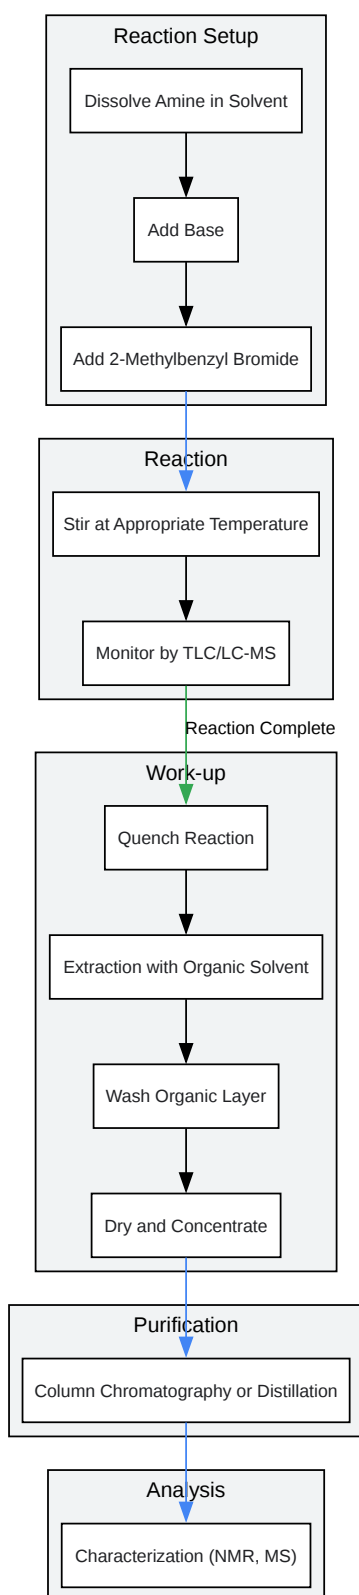 Reaction Setup
Dissolve Amine in Solvent
Add Base
Add 2-Methylbenzyl Bromide
Reaction
Stir at Appropriate Temperature
Monitor by TLC/LC-MS
Reaction Complete
Work-up
Quench Reaction
Extraction with Organic Solvent
Wash Organic Layer
Dry and Concentrate
Purification
Column Chromatography or Distillation
Analysis
Characterization (NMR, MS)